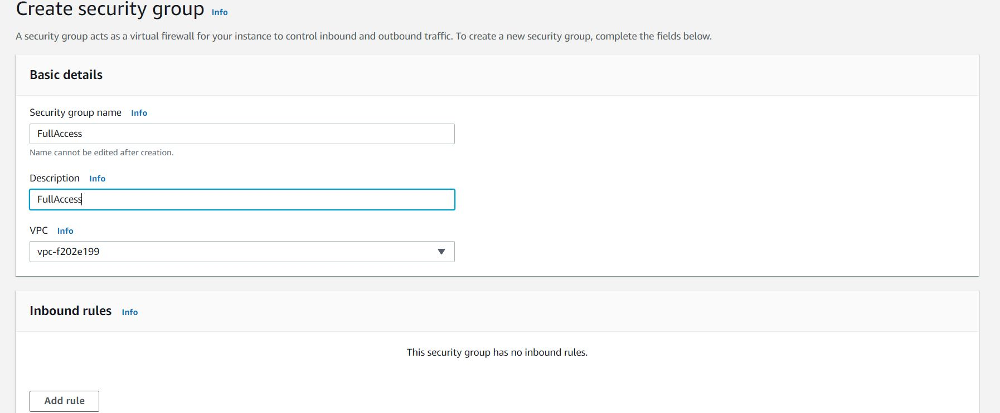 Create security group Info
A security group acts as a virtual firewall for your instance to control inbound and outbound traffic. To create a new security group, complete the fields below.
Basic details
Security group name Info
FullAccess
Name cannot be edited after creation.
Description Info
FullAccess
VPC Info
vpc-f202e199
Inbound rules Info
This security group has no inbound rules.
Add rule